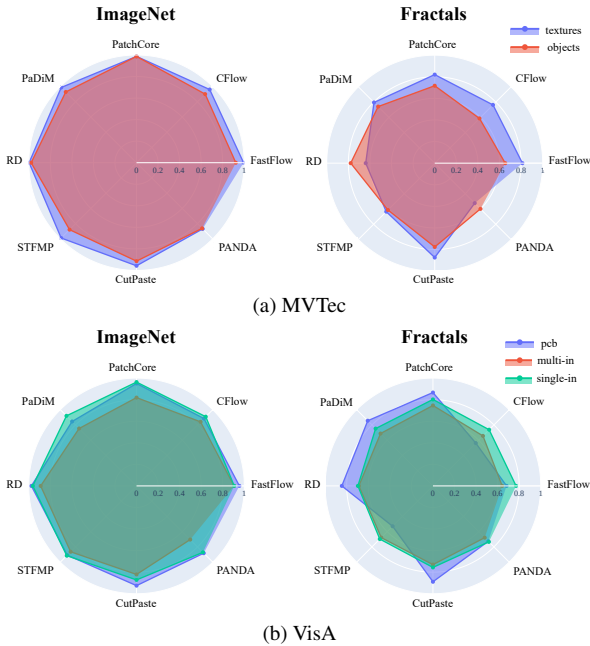 ImageNet
PatchCore
CFlow
FastFlow
PANDA
CutPaste
STFMP
RD
PaDiM
0 0.2 0.4 0.6 0.8 1
Fractals
textures
objects
PatchCore
CFlow
FastFlow
PANDA
CutPaste
STFMP
RD
PaDiM
0 0.2 0.4 0.6 0.8 1
(a) MVTec
ImageNet
PatchCore
CFlow
FastFlow
PANDA
CutPaste
STFMP
RD
PaDiM
0 0.2 0.4 0.6 0.8 1
Fractals
pcb
multi-in
single-in
PatchCore
CFlow
FastFlow
PANDA
CutPaste
STFMP
RD
PaDiM
0 0.2 0.4 0.6 0.8 1
(b) VisA